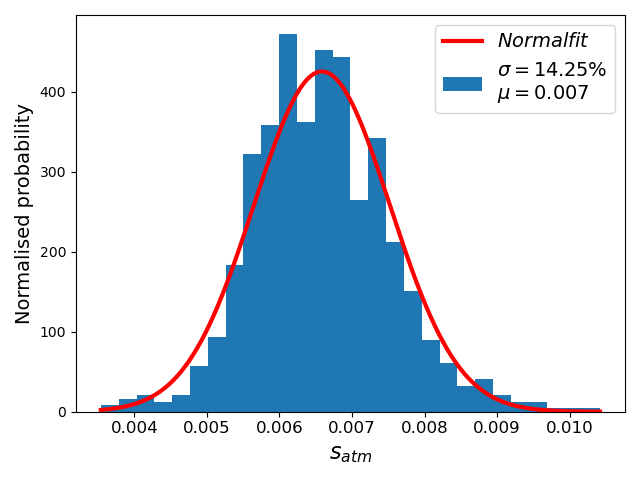 Normalfit
σ = 14.25%
μ = 0.007
Normalised probability
400
300
200
100
0
0.004 0.005 0.006 0.007 0.008 0.009 0.010
s_atm